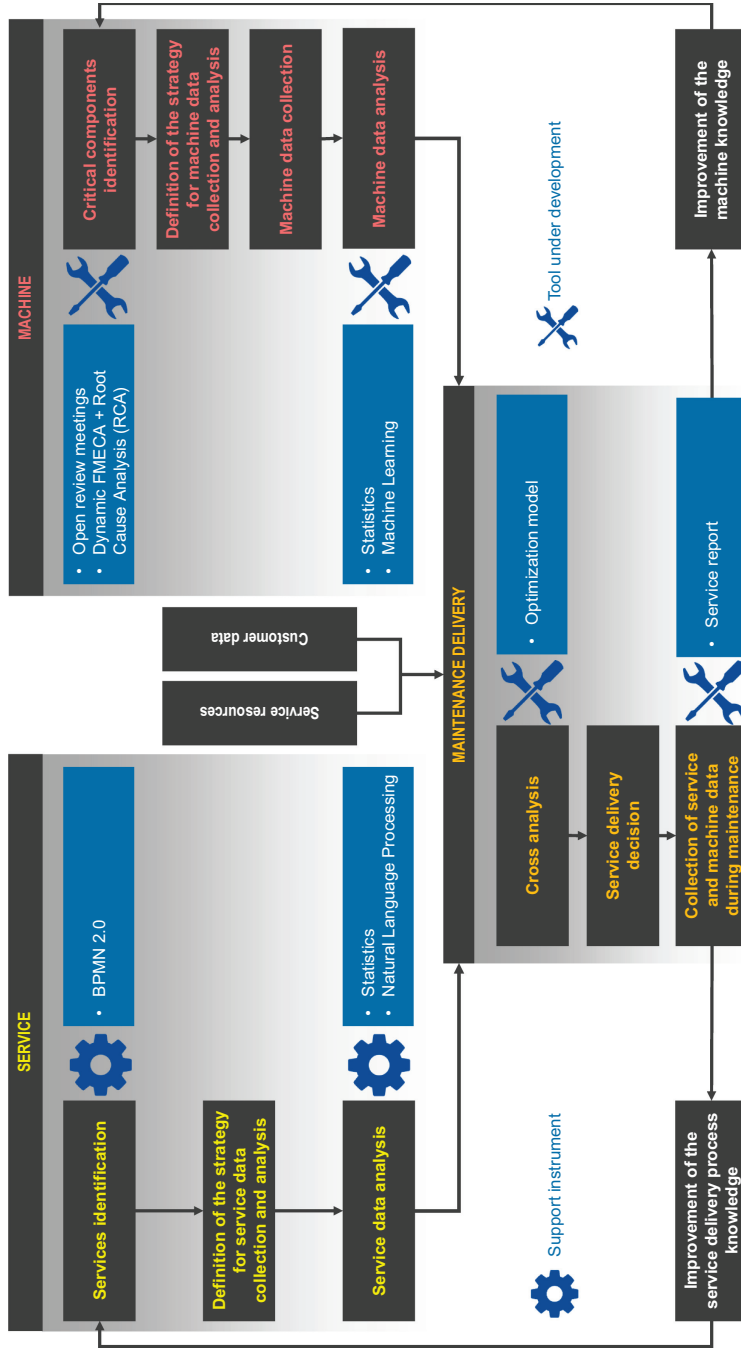 SERVICE
Services identification
• BPMN 2.0
Definition of the strategy
for service data
collection and analysis
Service data analysis
• Statistics
• Natural Language Processing
Service resources
Customer data
MACHINE
• Open review meetings
• Dynamic FMECA + Root
Cause Analysis (RCA)
Critical components
identification
Definition of the strategy
for machine data
collection and analysis
Machine data collection
• Statistics
• Machine Learning
Machine data analysis
MAINTENANCE DELIVERY
Cross analysis
• Optimization model
Service delivery
decision
Collection of service
and machine data
during maintenance
• Service report
Support instrument
Tool under development
Improvement of the
service delivery process
knowledge
Improvement of the
machine knowledge